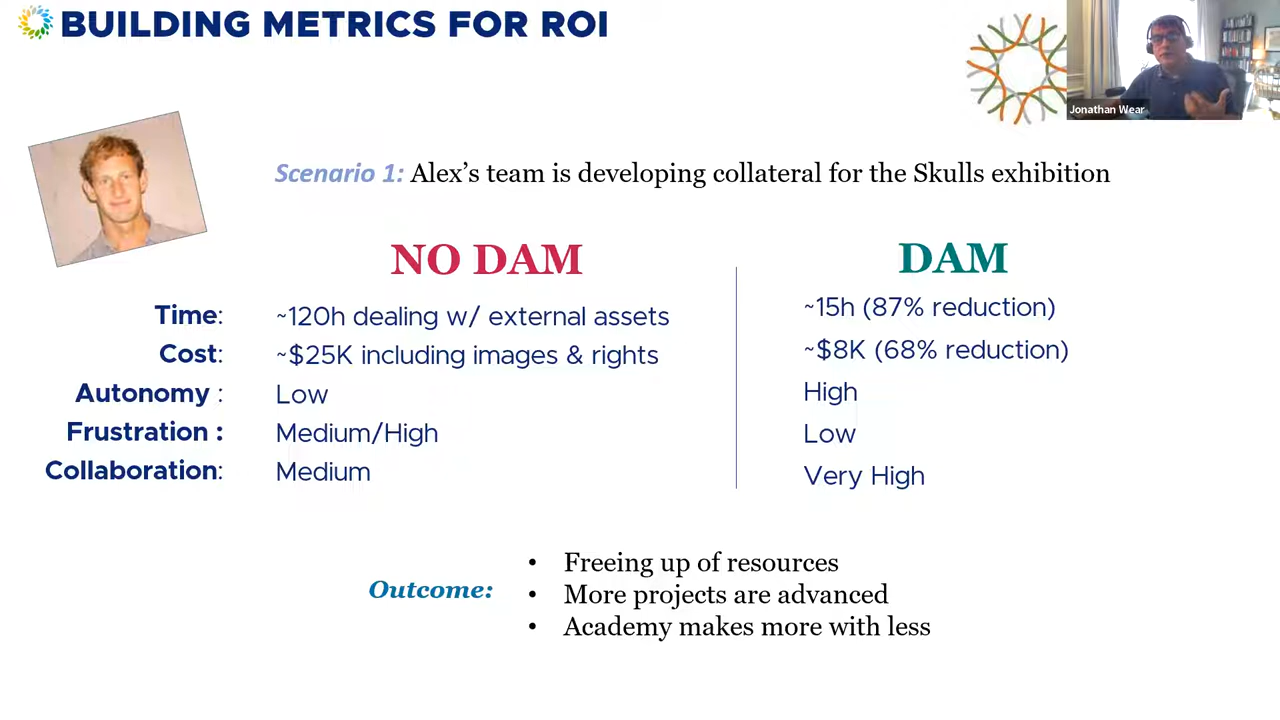 BUILDING METRICS FOR ROI
Jonathan Wear
Scenario 1: Alex’s team is developing collateral for the Skulls exhibition
NO DAM
DAM
Time: ~120h dealing w/ external assets ~15h (87% reduction)
Cost: ~$25K including images & rights ~$8K (68% reduction)
Autonomy : Low High
Frustration : Medium/High Low
Collaboration: Medium Very High
Outcome:
• Freeing up of resources
• More projects are advanced
• Academy makes more with less